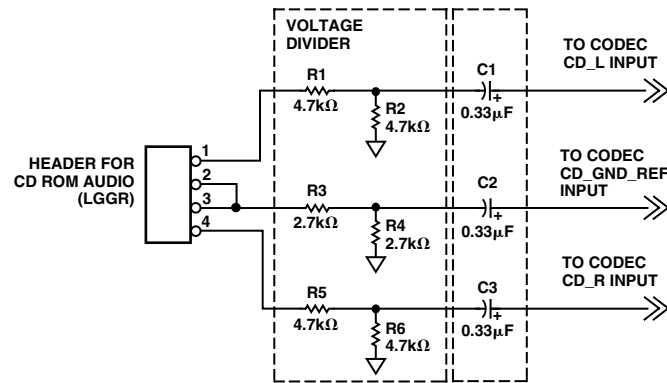 VOLTAGE
DIVIDER
TO CODEC
CD_L INPUT
R1
4.7kΩ
R2
4.7kΩ
C1
+
0.33µF
HEADER FOR
CD ROM AUDIO
(LGGR)
1
2
3
4
R3
2.7kΩ
R4
2.7kΩ
C2
+
0.33µF
TO CODEC
CD_GND_REF
INPUT
R5
4.7kΩ
R6
4.7kΩ
C3
+
0.33µF
TO CODEC
CD_R INPUT